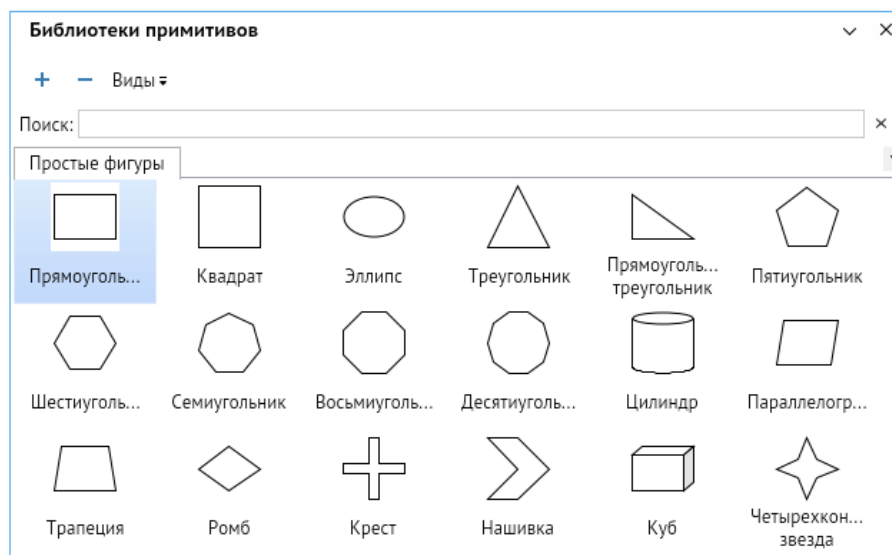 Библиотеки примитивов
Виды
Поиск:
Простые фигуры
Прямоуголь...
Квадрат
Эллипс
Треугольник
Прямоуголь...
треугольник
Пятиугольник
Шестиуголь...
Семиугольник
Восьмиуголь...
Десятиуголь...
Цилиндр
Параллелогр...
Трапеция
Ромб
Крест
Нашивка
Куб
Четырехкон...
звезда